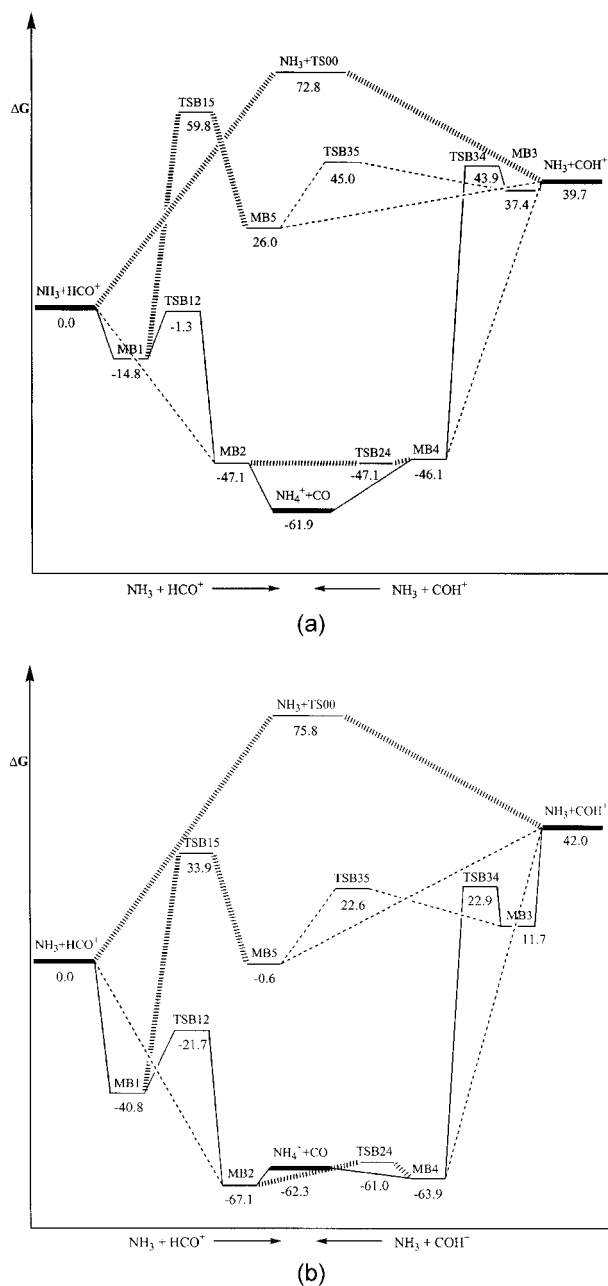 NH₃+TS00
72.8
ΔG
TSB15
59.8
TSB35
45.0
TSB34
43.9
MB3
37.4
NH₃+COH⁺
39.7
MB5
26.0
NH₃+HCO⁺
0.0
TSB12
-1.3
MB1
-14.8
MB2
-47.1
TSB24
-47.1
MB4
-46.1
NH₄⁺+CO
-61.9
NH₃ + HCO⁺
NH₃ + COH⁺
(a)
NH₃+TS00
75.8
ΔG
NH₃+COH⁺
42.0
TSB15
33.9
TSB35
22.6
TSB34
22.9
MB3
11.7
NH₃+HCO⁺
0.0
MB5
-0.6
TSB12
-21.7
MB1
-40.8
MB2
-67.1
NH₄⁺+CO
-62.3
TSB24
-61.0
MB4
-63.9
NH₃ + HCO⁺
NH₃ + COH⁻
(b)